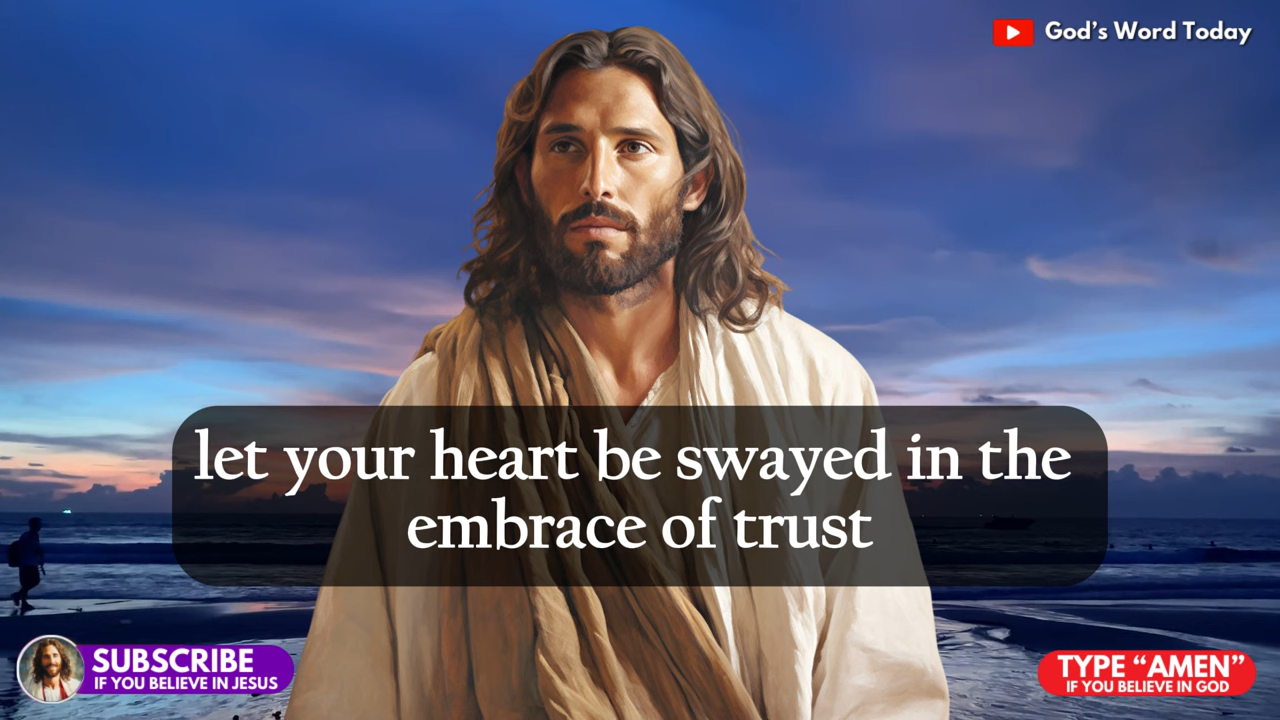 God's Word Today
let your heart be swayed in the
embrace of trust
SUBSCRIBE
IF YOU BELIEVE IN JESUS
TYPE “AMEN”
IF YOU BELIEVE IN GOD